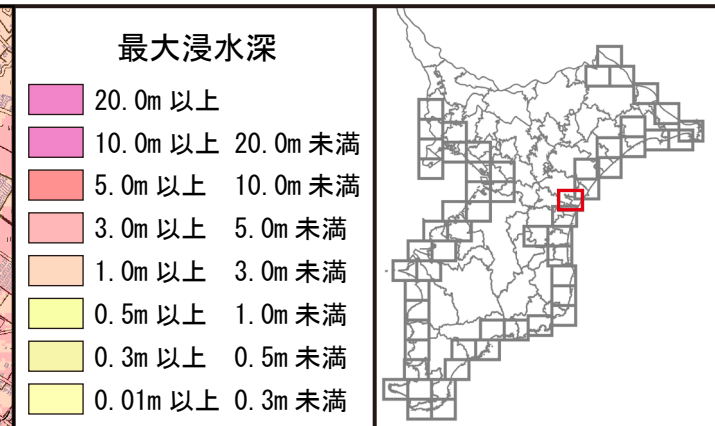 最大浸水深
20.0m 以上
10.0m 以上 20.0m 未満
5.0m 以上 10.0m 未満
3.0m 以上 5.0m 未満
1.0m 以上 3.0m 未満
0.5m 以上 1.0m 未満
0.3m 以上 0.5m 未満
0.01m 以上 0.3m 未満